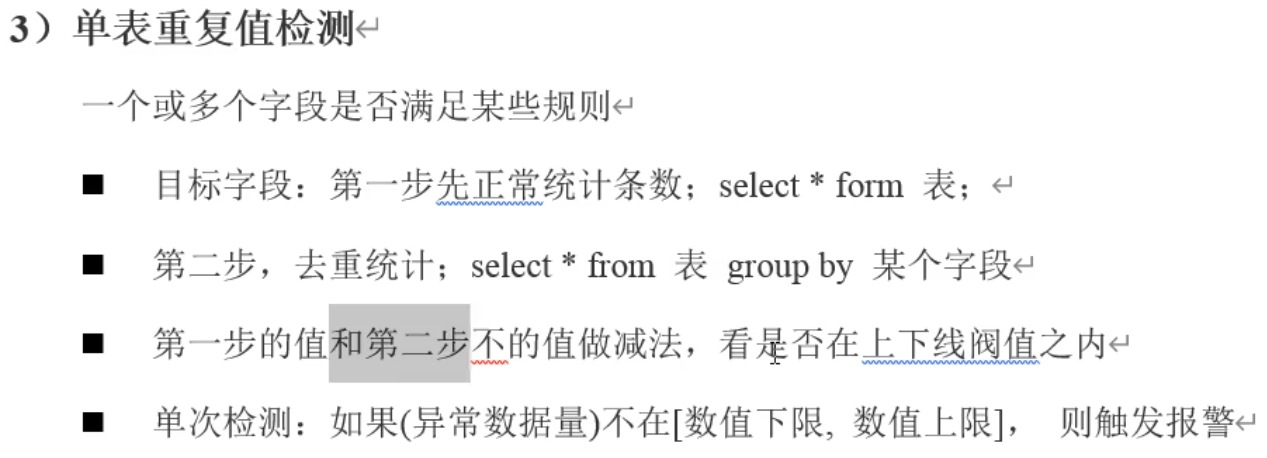 3）单表重复值检测
一个或多个字段是否满足某些规则
■ 目标字段：第一步先正常统计条数；select * form 表；
■ 第二步，去重统计；select * from 表 group by 某个字段
■ 第一步的值和第二步不的值做减法，看是否在上下线阀值之内
■ 单次检测：如果(异常数据量)不在[数值下限, 数值上限]， 则触发报警